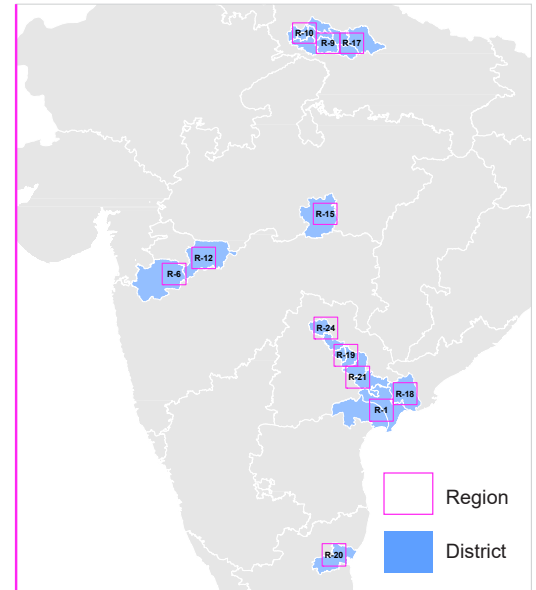 R-10
R-9
R-17
R-15
R-12
R-6
R-24
R-19
R-21
R-18
R-1
Region
District
R-20